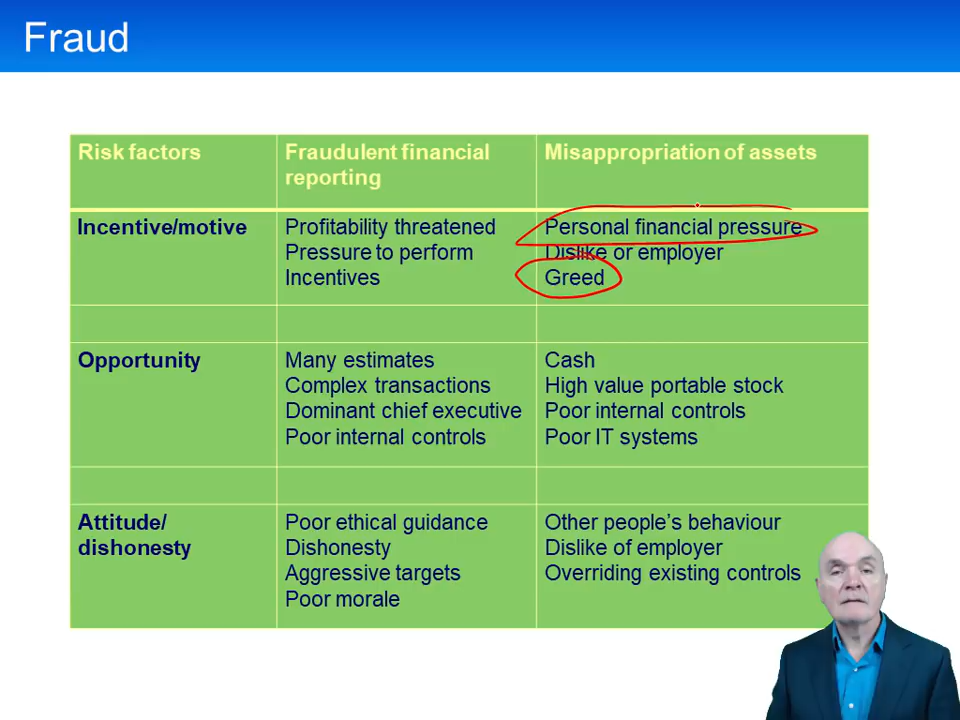 Fraud
Risk factors
Fraudulent financial
reporting
Misappropriation of assets
Incentive/motive
Profitability threatened
Pressure to perform
Incentives
Personal financial pressure
Dislike or employer
Greed
Opportunity
Many estimates
Complex transactions
Dominant chief executive
Poor internal controls
Cash
High value portable stock
Poor internal controls
Poor IT systems
Attitude/
dishonesty
Poor ethical guidance
Dishonesty
Aggressive targets
Poor morale
Other people's behaviour
Dislike of employer
Overriding existing controls